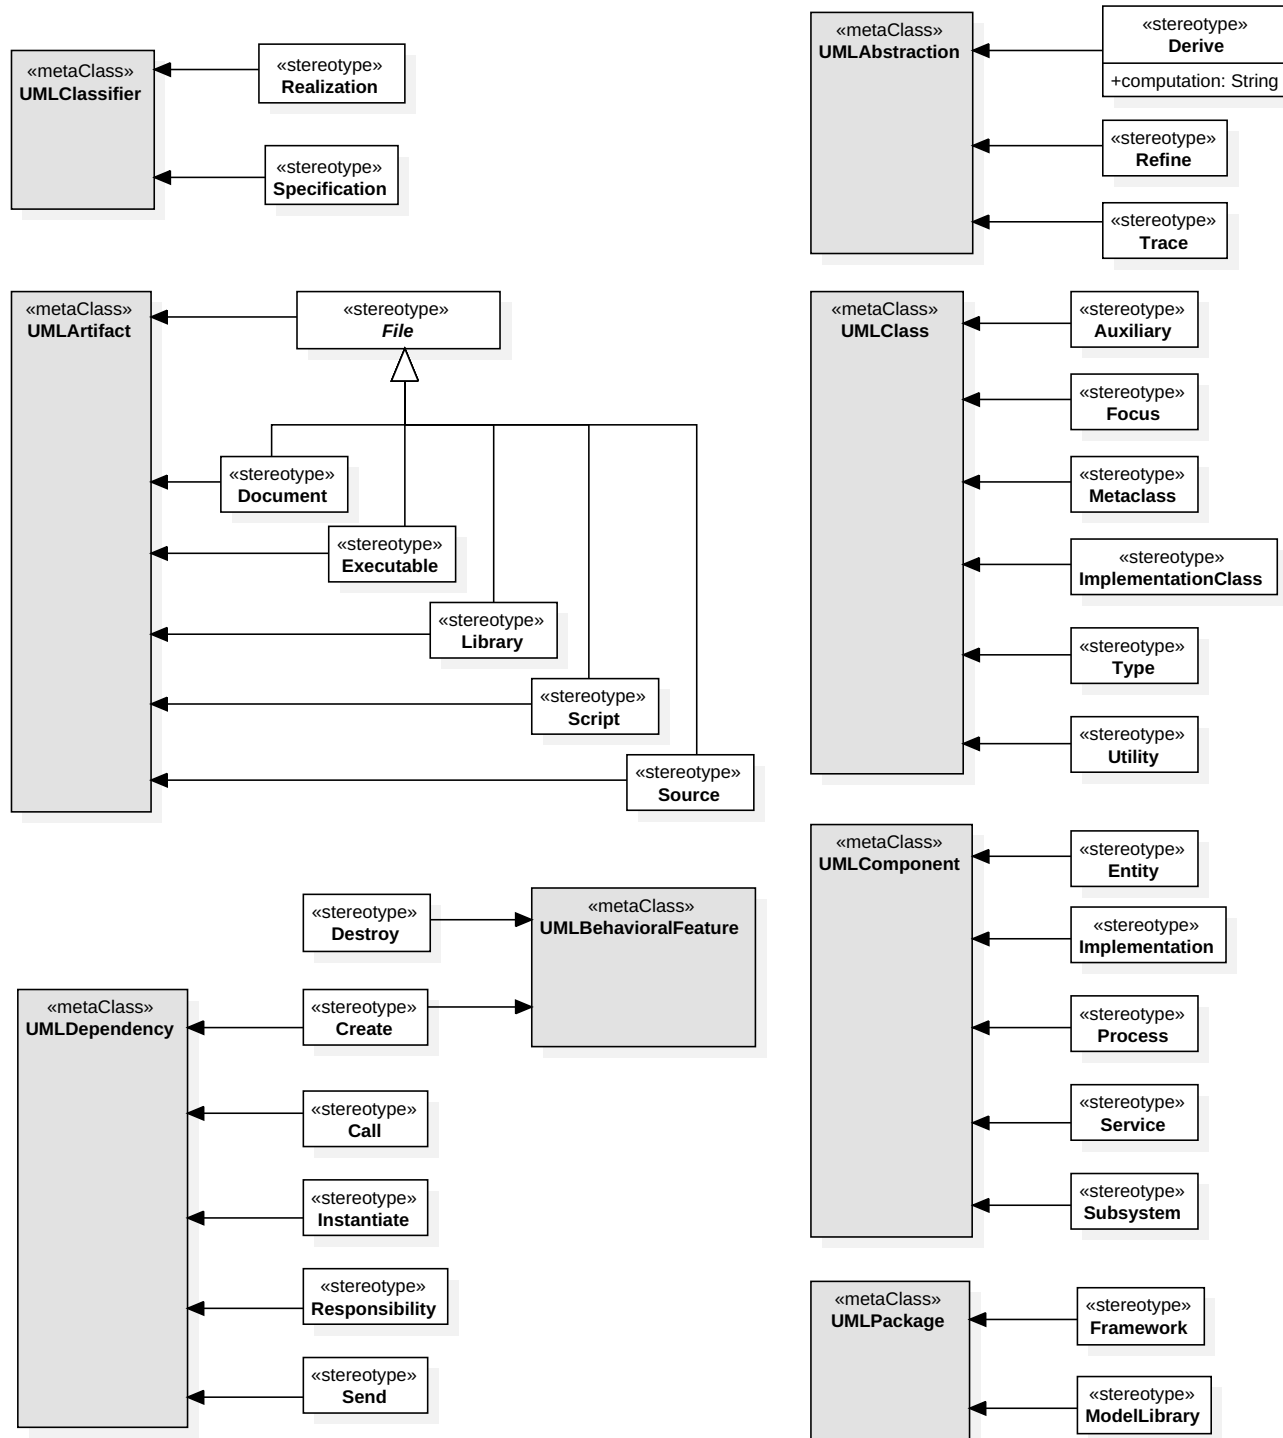 «metaClass»
UMLClassifier
«stereotype»
Realization
«stereotype»
Specification
«metaClass»
UMLAbstraction
«stereotype»
Derive
+computation: String
«stereotype»
Refine
«stereotype»
Trace
«metaClass»
UMLArtifact
«stereotype»
File
«stereotype»
Document
«stereotype»
Executable
«stereotype»
Library
«stereotype»
Script
«stereotype»
Source
«metaClass»
UMLClass
«stereotype»
Auxiliary
«stereotype»
Focus
«stereotype»
Metaclass
«stereotype»
ImplementationClass
«stereotype»
Type
«stereotype»
Utility
«stereotype»
Destroy
«metaClass»
UMLBehavioralFeature
«metaClass»
UMLDependency
«stereotype»
Create
«stereotype»
Call
«stereotype»
Instantiate
«stereotype»
Responsibility
«stereotype»
Send
«metaClass»
UMLComponent
«stereotype»
Entity
«stereotype»
Implementation
«stereotype»
Process
«stereotype»
Service
«stereotype»
Subsystem
«metaClass»
UMLPackage
«stereotype»
Framework
«stereotype»
ModelLibrary